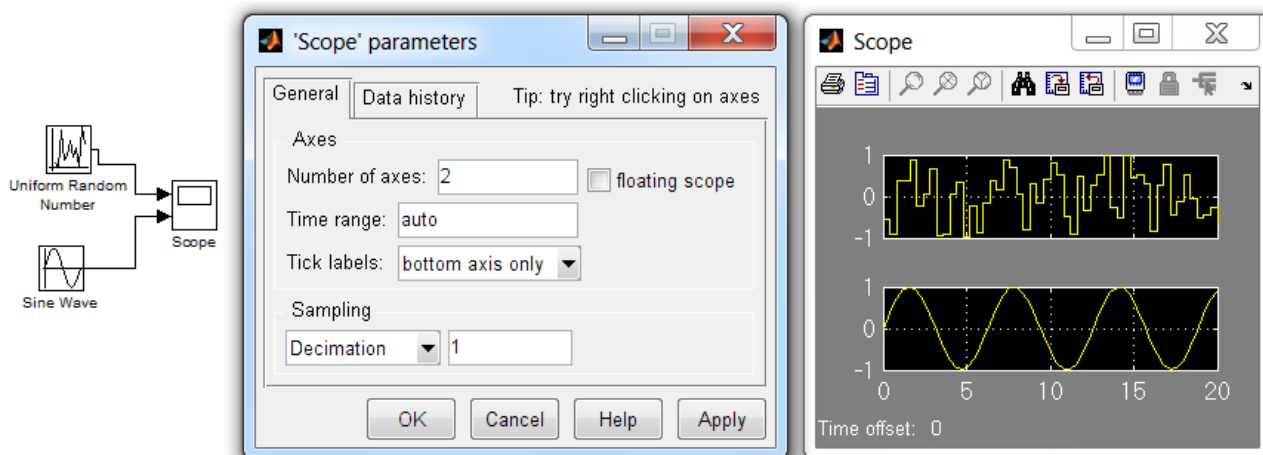 Uniform Random
Number
Scope
Sine Wave
'Scope' parameters
General
Data history
Tip: try right clicking on axes
Axes
Number of axes: 2
floating scope
Time range: auto
Tick labels: bottom axis only
Sampling
Decimation 1
OK
Cancel
Help
Apply
Scope
1
0
-1
1
0
-1
0 5 10 15 20
Time offset: 0